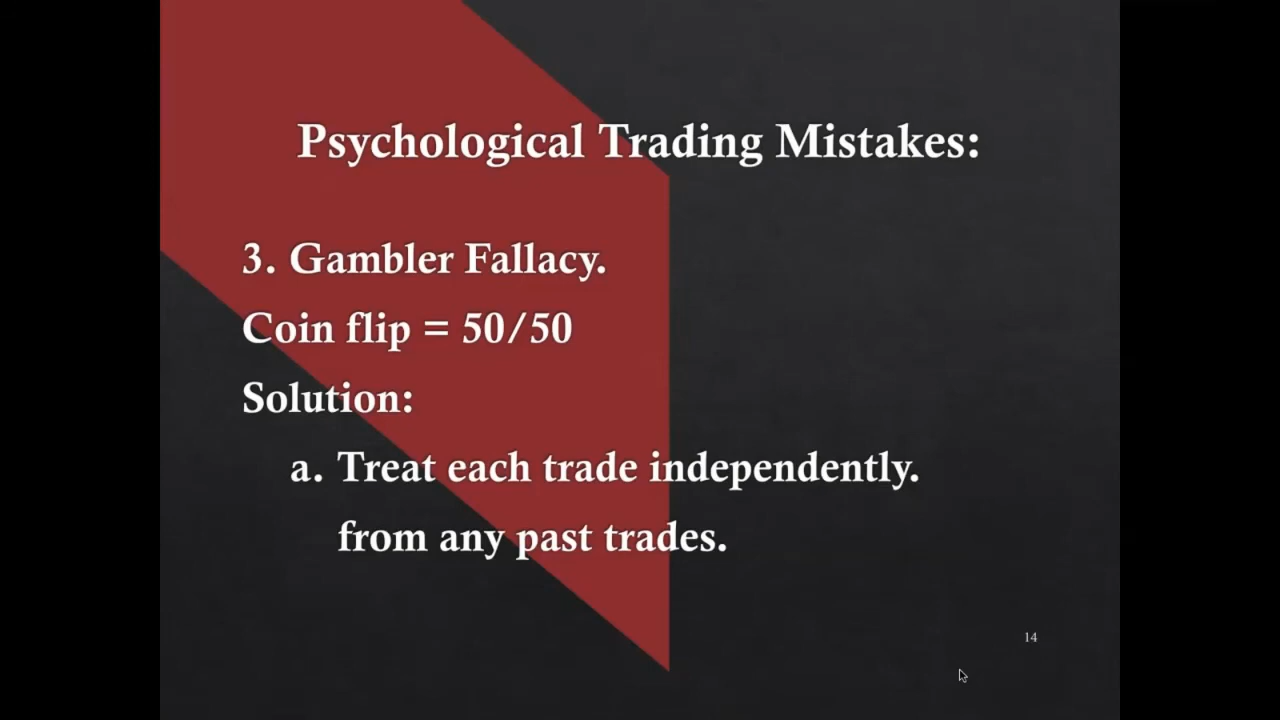 Psychological Trading Mistakes:
3. Gambler Fallacy.
Coin flip = 50/50
Solution:
a. Treat each trade independently.
from any past trades.
14